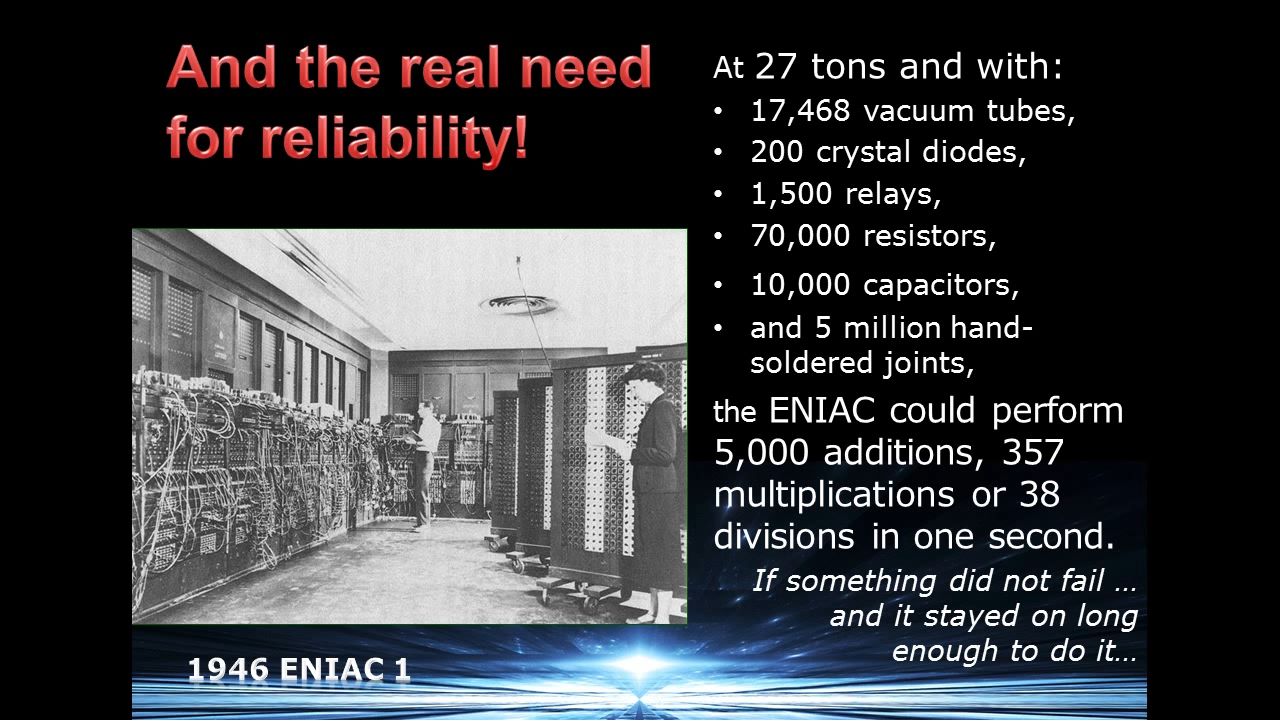 And the real need
for reliability!
At 27 tons and with:
• 17,468 vacuum tubes,
• 200 crystal diodes,
• 1,500 relays,
• 70,000 resistors,
• 10,000 capacitors,
• and 5 million hand-
soldered joints,
the ENIAC could perform
5,000 additions, 357
multiplications or 38
divisions in one second.
If something did not fail …
and it stayed on long
enough to do it…
1946 ENIAC 1